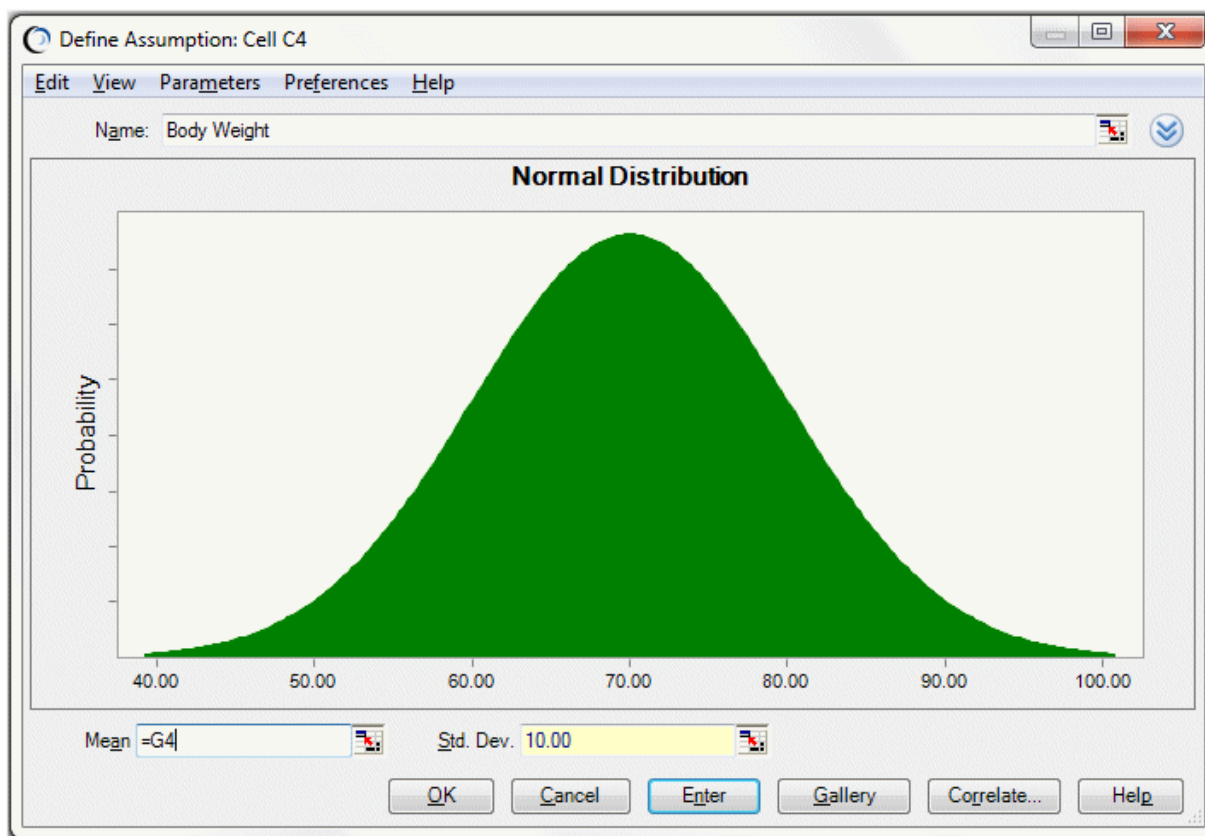 Define Assumption: Cell C4
Edit View Parameters Preferences Help
Name: Body Weight
Normal Distribution
Probability
40.00 50.00 60.00 70.00 80.00 90.00 100.00
Mean =G4 Std. Dev. 10.00
OK Cancel Enter Gallery Correlate... Help